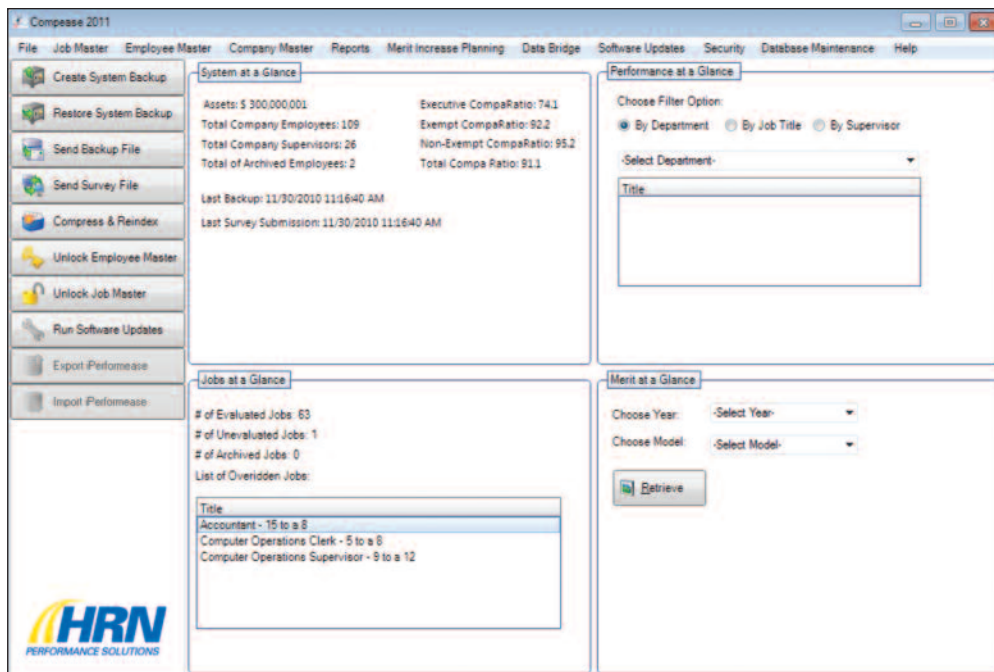 Compease 2011
File Job Master Employee Master Company Master Reports Merit Increase Planning Data Bridge Software Updates Security Database Maintenance Help
Create System Backup
Restore System Backup
Send Backup File
Send Survey File
Compress & Reindex
Unlock Employee Master
Unlock Job Master
Run Software Updates
Export iPerformease
Import iPerformease
HRN
PERFORMANCE SOLUTIONS
System at a Glance
Assets: $ 300,000,001
Total Company Employees: 109
Total Company Supervisors: 26
Total of Archived Employees: 2
Executive CompaRatio: 74.1
Exempt CompaRatio: 92.2
Non-Exempt CompaRatio: 95.2
Total Compa Ratio: 91.1
Last Backup: 11/30/2010 11:16:40 AM
Last Survey Submission: 11/30/2010 11:16:40 AM
Performance at a Glance
Choose Filter Option:
By Department By Job Title By Supervisor
-Select Department-
Title
Jobs at a Glance
# of Evaluated Jobs: 63
# of Unevaluated Jobs: 1
# of Archived Jobs: 0
List of Overidden Jobs:
Title
Accountant - 15 to a 8
Computer Operations Clerk - 5 to a 6
Computer Operations Supervisor - 9 to a 12
Merit at a Glance
Choose Year: -Select Year-
Choose Model: -Select Model-
Retrieve